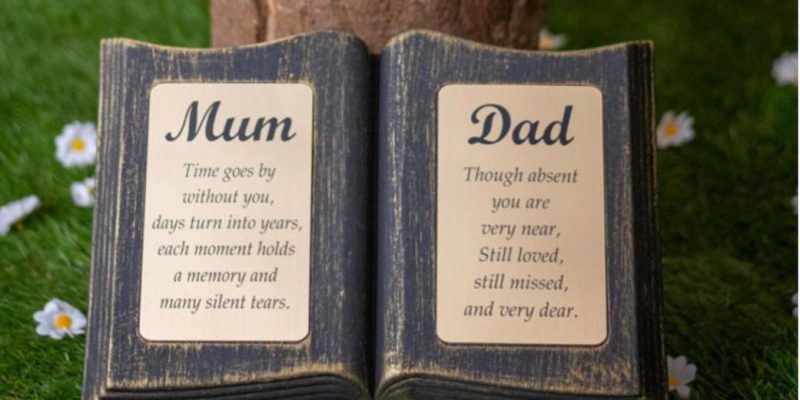 Mum
Time goes by
without you,
days turn into years,
each moment holds
a memory and
many silent tears.
Dad
Though absent
you are
very near,
Still loved,
still missed,
and very dear.